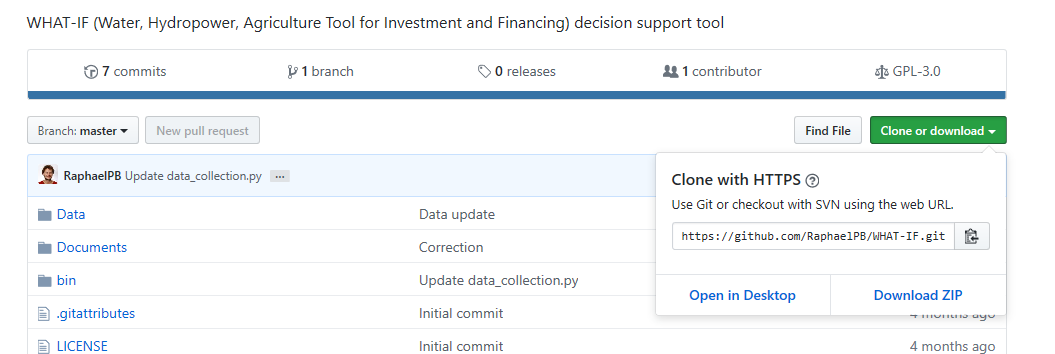 WHAT-IF (Water, Hydropower, Agriculture Tool for Investment and Financing) decision support tool
7 commits 1 branch 0 releases 1 contributor GPL-3.0
Branch: master New pull request Find File Clone or download
RaphaelPB Update data_collection.py ...
Clone with HTTPS ?
Use Git or checkout with SVN using the web URL.
https://github.com/RaphaelPB/WHAT-IF.git
Open in Desktop Download ZIP
Data Data update
Documents Correction
bin Update data_collection.py
.gitattributes Initial commit 4 months ago
LICENSE Initial commit 4 months ago